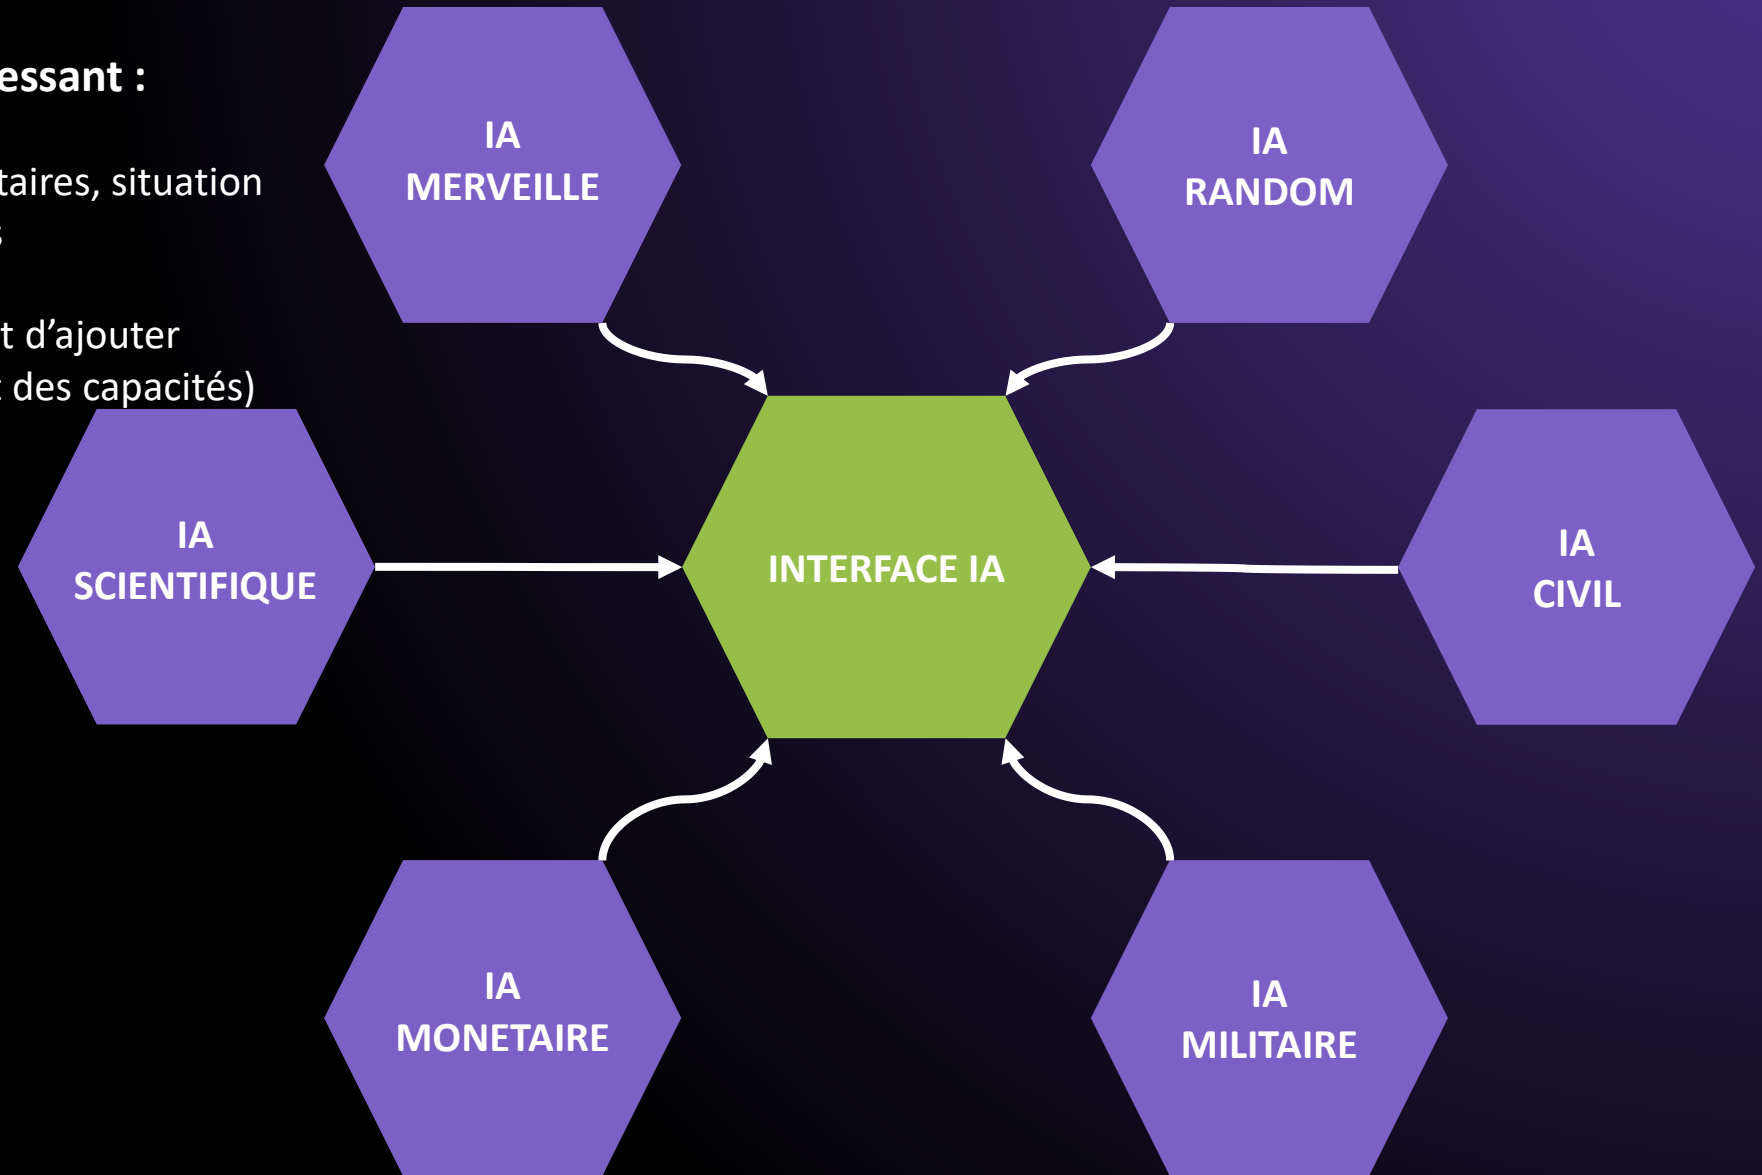 essant :
taires, situation
s
t d’ajouter
t des capacités)
IA
MERVEILLE
IA
RANDOM
IA
SCIENTIFIQUE
INTERFACE IA
IA
CIVIL
IA
MONETAIRE
IA
MILITAIRE